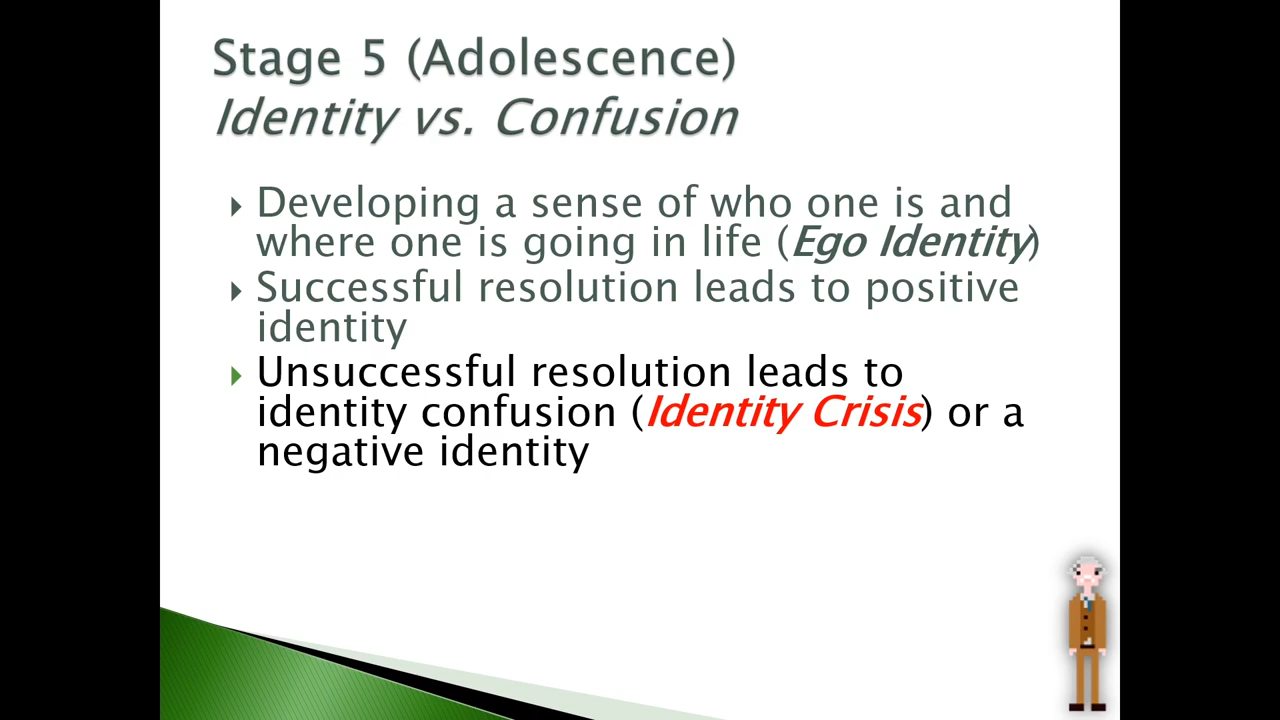 Stage 5 (Adolescence)
Identity vs. Confusion
Developing a sense of who one is and
where one is going in life (Ego Identity)
Successful resolution leads to positive
identity
Unsuccessful resolution leads to
identity confusion (Identity Crisis) or a
negative identity